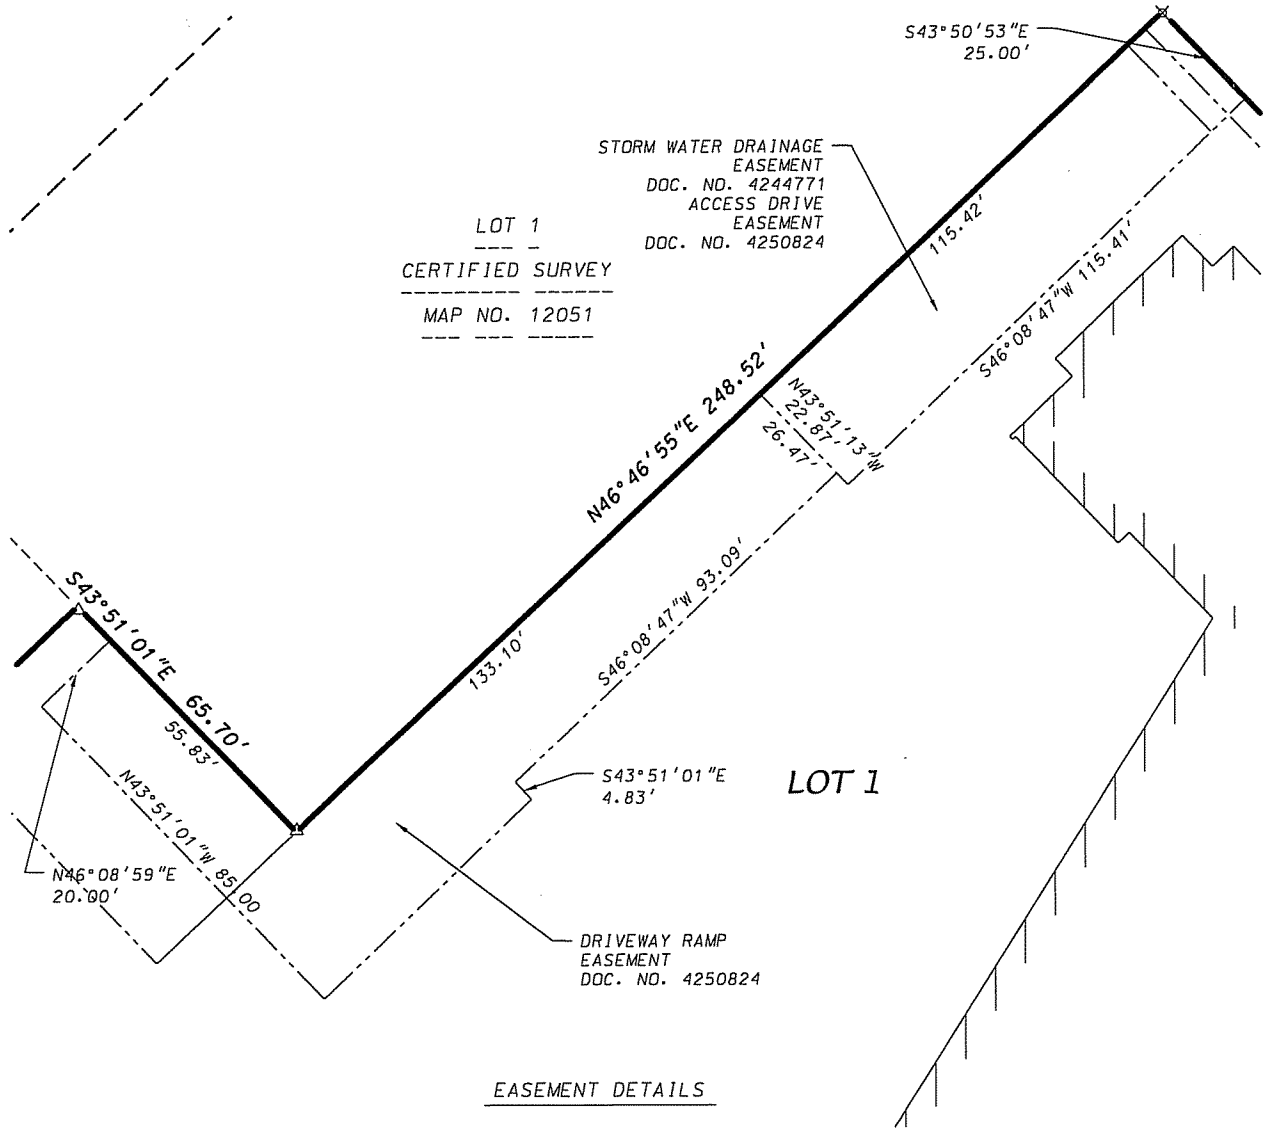 S43°50'53"E
25.00'
STORM WATER DRAINAGE
EASEMENT
DOC. NO. 4244771
ACCESS DRIVE
EASEMENT
DOC. NO. 4250824
LOT 1
CERTIFIED SURVEY
MAP NO. 12051
115.42'
S46°08'47"W 115.41'
N46°46'55"E 248.52'
N43°51'13"W
22.87'
26.47'
S46°08'47"W 93.09'
133.10'
S43°51'01"E 65.70'
55.83'
N43°51'01"W 85.00
S43°51'01"E
4.83'
LOT 1
N46°08'59"E
20.00'
DRIVEWAY RAMP
EASEMENT
DOC. NO. 4250824
EASEMENT DETAILS